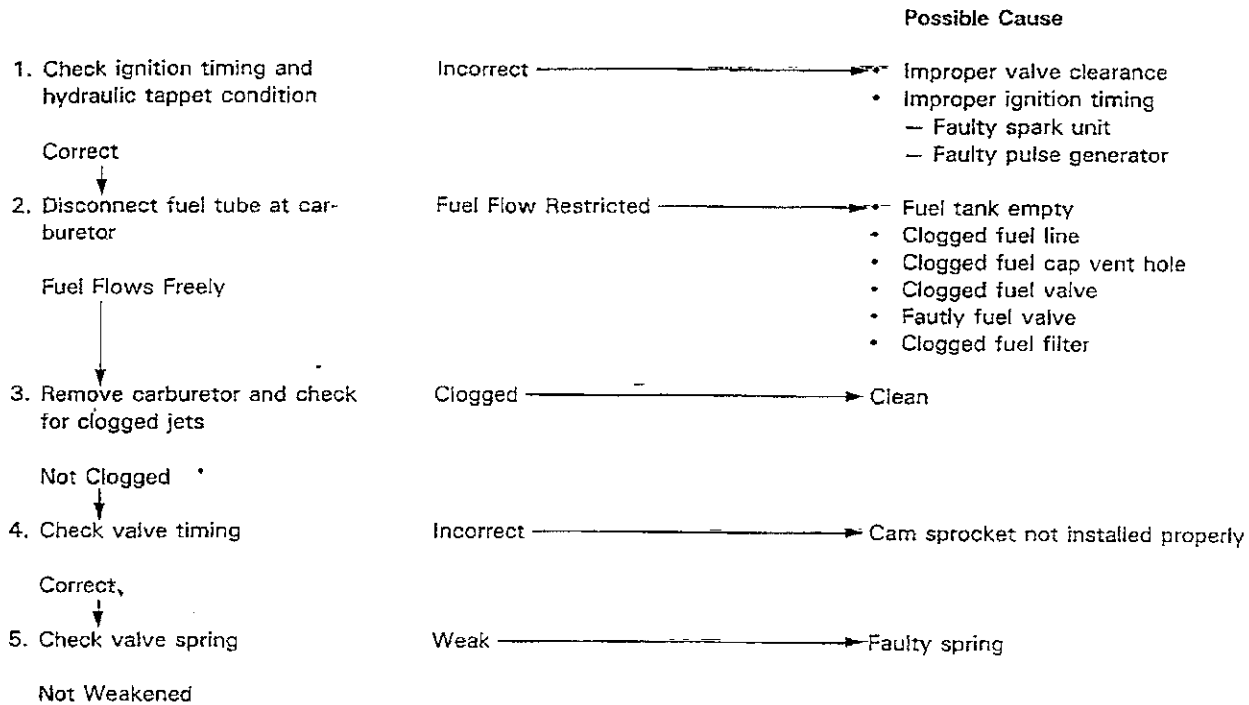 Possible Cause
1. Check ignition timing and
hydraulic tappet condition
Incorrect
• Improper valve clearance
• Improper ignition timing
— Faulty spark unit
— Faulty pulse generator
Correct
2. Disconnect fuel tube at car-
buretor
Fuel Flow Restricted
• Fuel tank empty
• Clogged fuel line
• Clogged fuel cap vent hole
• Clogged fuel valve
• Fautly fuel valve
• Clogged fuel filter
Fuel Flows Freely
3. Remove carburetor and check
for clogged jets
Clogged
Clean
Not Clogged
4. Check valve timing
Incorrect
Cam sprocket not installed properly
Correct
5. Check valve spring
Weak
Faulty spring
Not Weakened